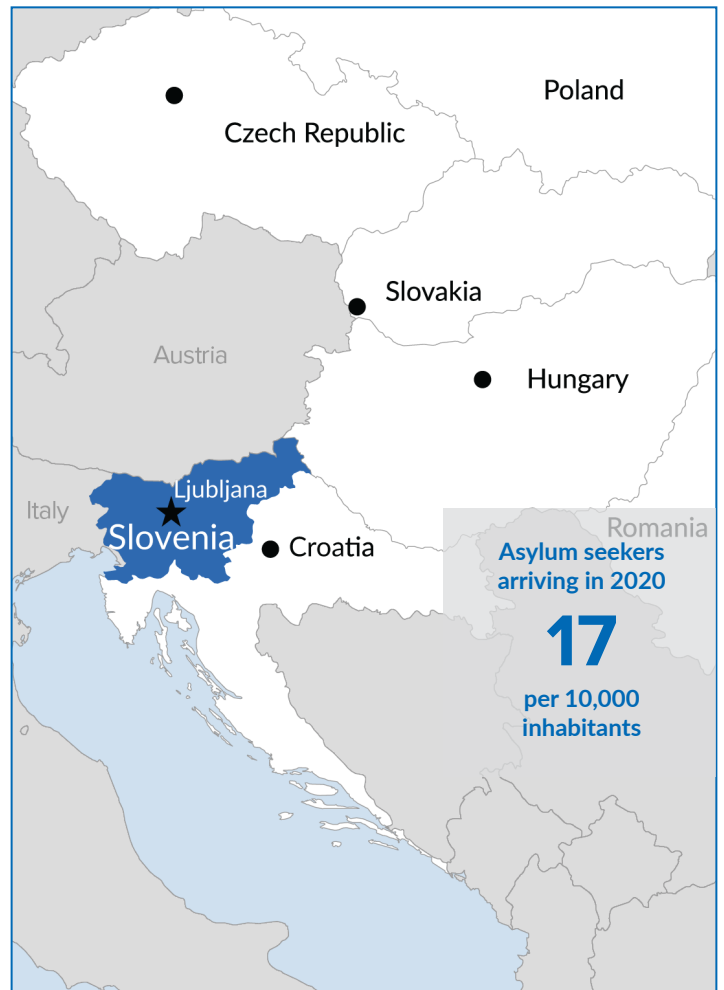 Poland
Czech Republic
Slovakia
Austria
Hungary
Ljubljana
Italy
Slovenia
Croatia
Romania
Asylum seekers
arriving in 2020
17
per 10,000
inhabitants